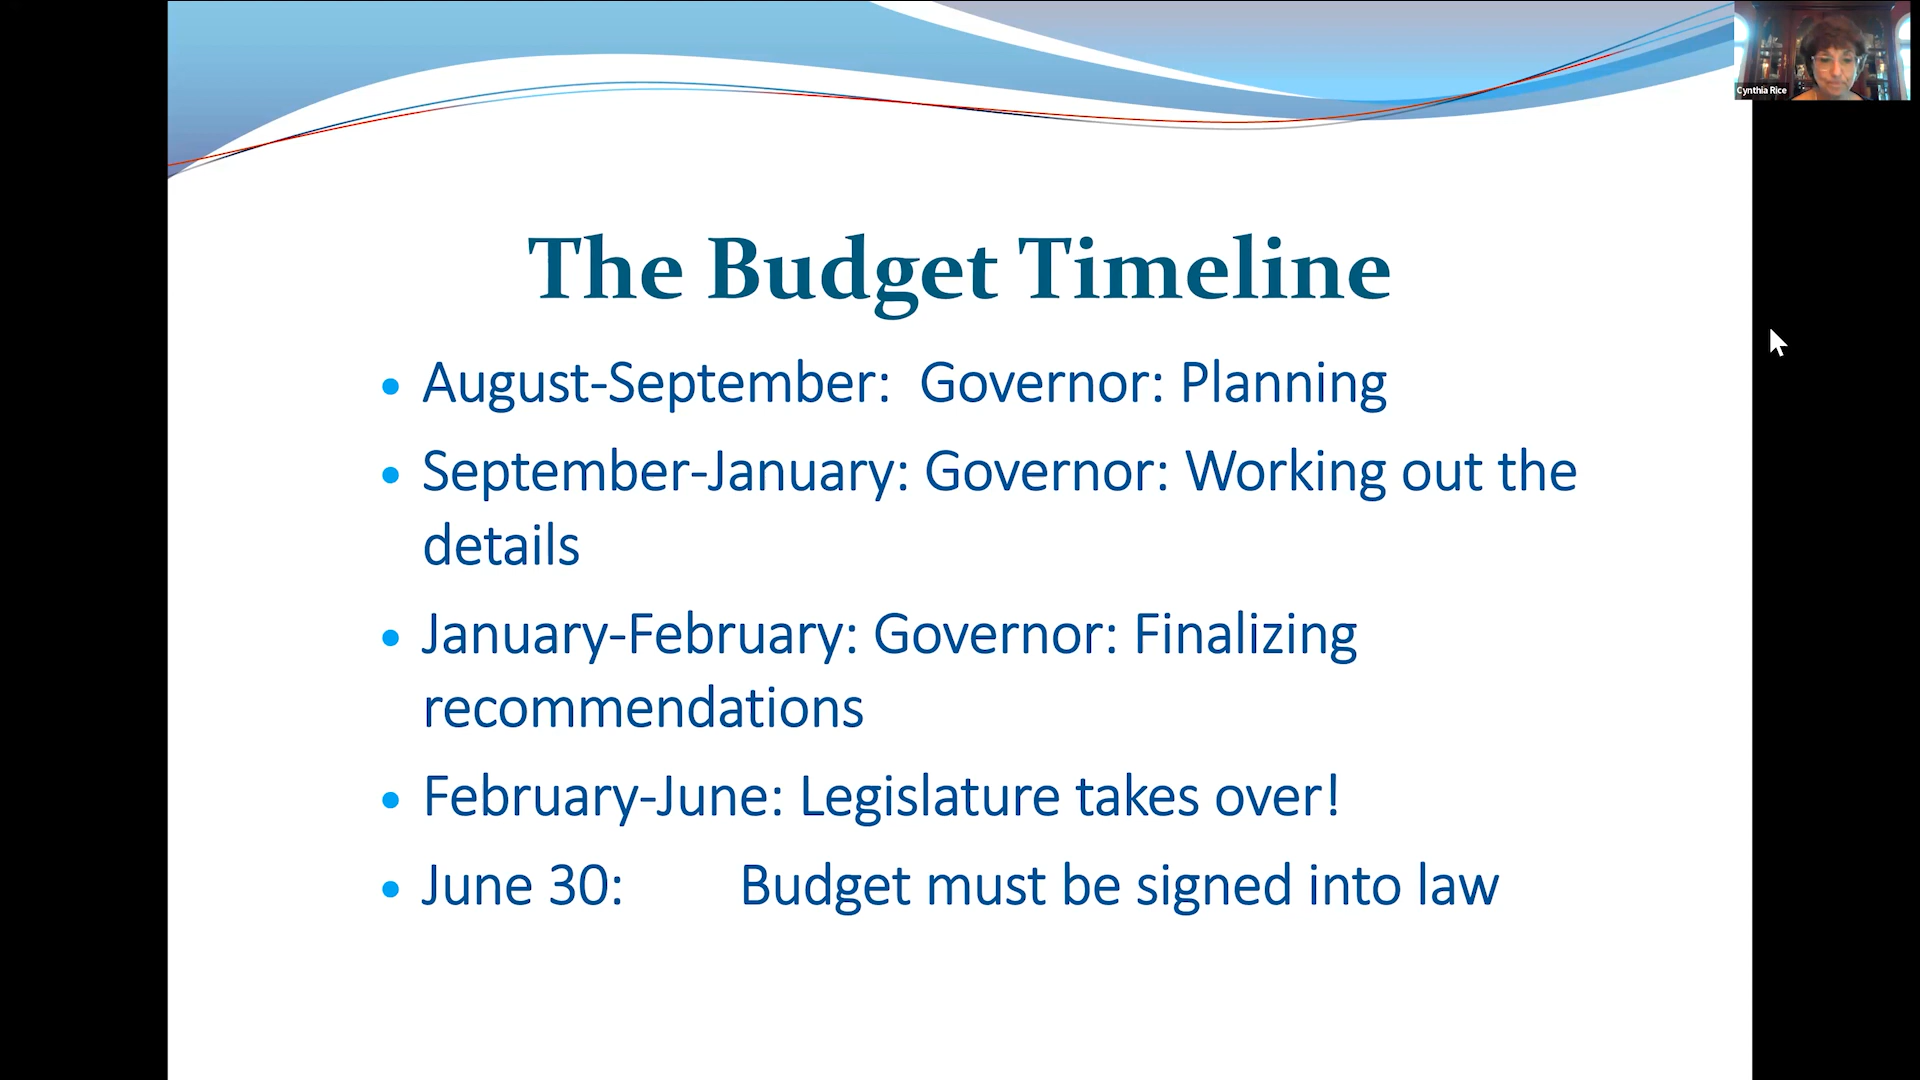 Cynthia Rice
The Budget Timeline
• August-September:  Governor: Planning
• September-January: Governor: Working out the
details
• January-February: Governor: Finalizing
recommendations
• February-June: Legislature takes over!
• June 30: Budget must be signed into law